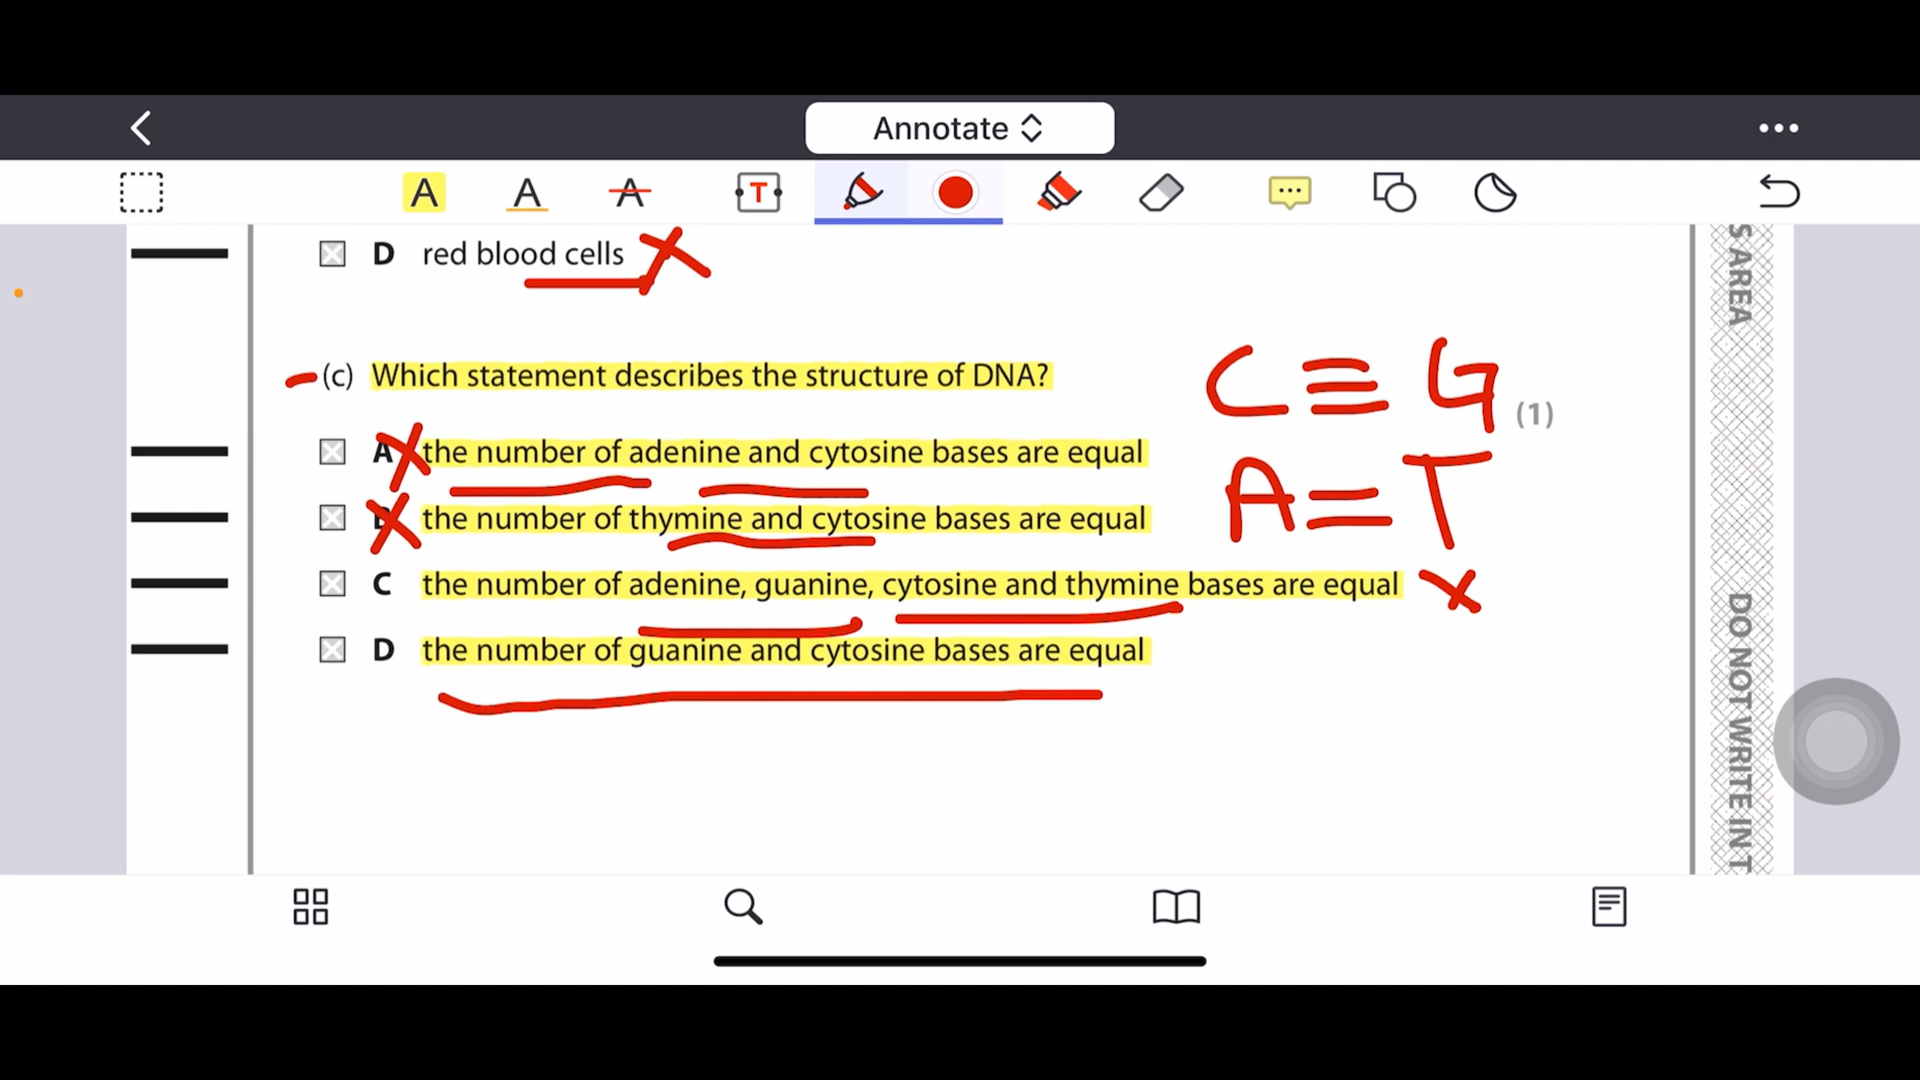 Annotate
A A A T
D red blood cells
(c) Which statement describes the structure of DNA?
C ≡ G
(1)
A the number of adenine and cytosine bases are equal
A = T
B the number of thymine and cytosine bases are equal
C the number of adenine, guanine, cytosine and thymine bases are equal
D the number of guanine and cytosine bases are equal
S AREA
DO NOT WRITE IN T